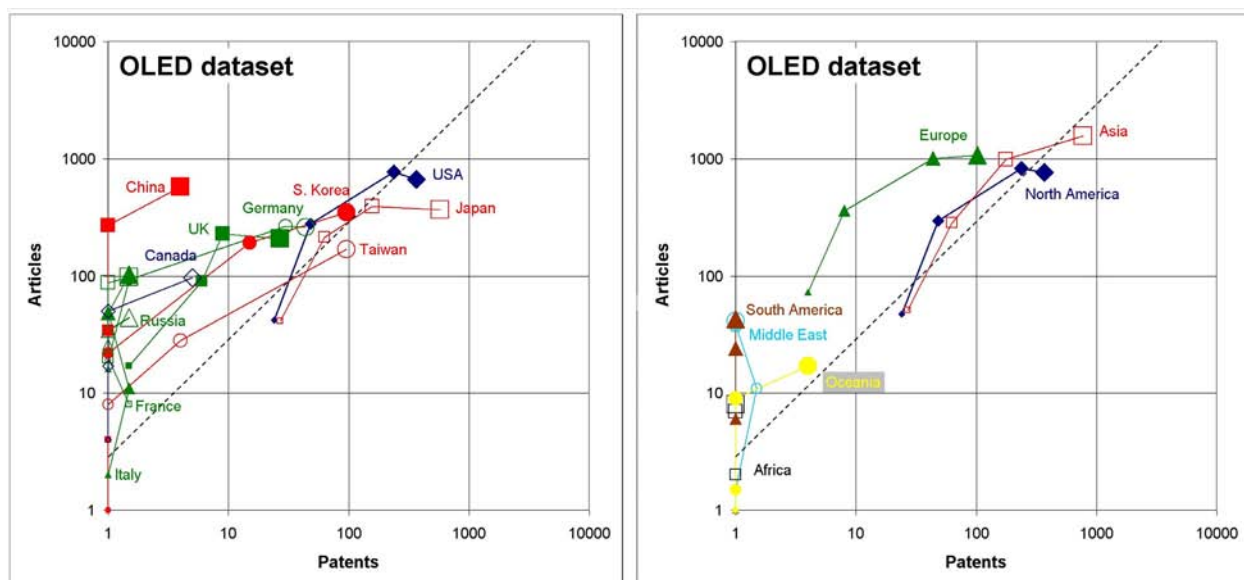 OLED dataset
10000
1000
100
10
1
1
10
100
1000
10000
Articles
Patents
China
S. Korea
USA
Germany
Japan
UK
Taiwan
Canada
Russia
France
Italy
OLED dataset
10000
1000
100
10
1
1
10
100
1000
10000
Articles
Patents
Europe
Asia
North America
South America
Middle East
Oceania
Africa